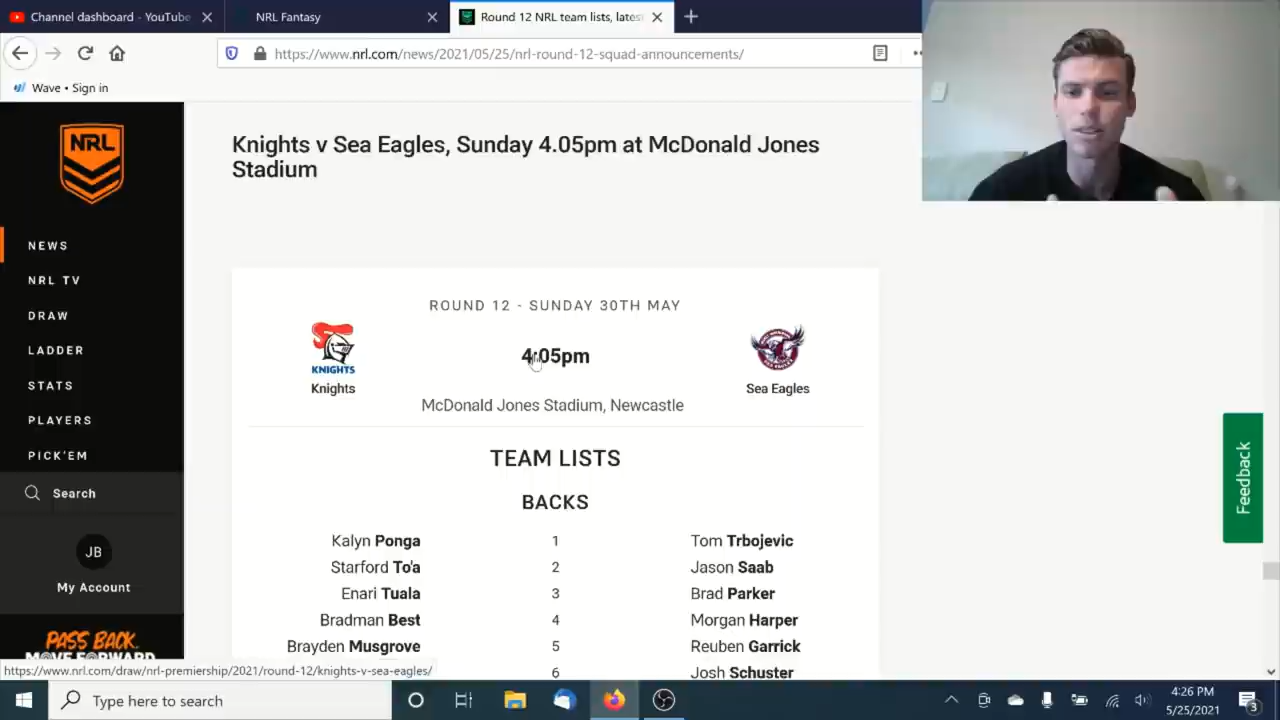 Channel dashboard - YouTube
NRL Fantasy
Round 12 NRL team lists, lates
https://www.nrl.com/news/2021/05/25/nrl-round-12-squad-announcements/
Wave • Sign in
NRL
NEWS
NRL TV
DRAW
LADDER
STATS
PLAYERS
PICK'EM
Search
JB
My Account
PASS BACK.
MOVE FORWARD
Knights v Sea Eagles, Sunday 4.05pm at McDonald Jones
Stadium
ROUND 12 - SUNDAY 30TH MAY
KNIGHTS
4:05pm
Knights
Sea Eagles
McDonald Jones Stadium, Newcastle
TEAM LISTS
BACKS
Kalyn Ponga 1 Tom Trbojevic
Starford To'a 2 Jason Saab
Enari Tuala 3 Brad Parker
Bradman Best 4 Morgan Harper
Brayden Musgrove 5 Reuben Garrick
6 Josh Schuster
Feedback
https://www.nrl.com/draw/nrl-premiership/2021/round-12/knights-v-sea-eagles/
Type here to search
4:26 PM
5/25/2021
3